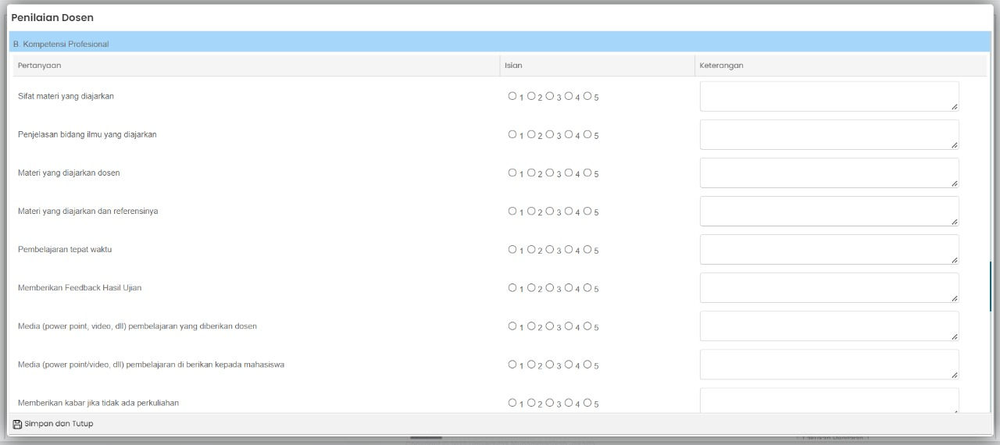 Penilaian Dosen
B. Kompetensi Profesional
Pertanyaan Isian Keterangan
Sifat materi yang diajarkan 1 2 3 4 5
Penjelasan bidang ilmu yang diajarkan 1 2 3 4 5
Materi yang diajarkan dosen 1 2 3 4 5
Materi yang diajarkan dan referensinya 1 2 3 4 5
Pembelajaran tepat waktu 1 2 3 4 5
Memberikan Feedback Hasil Ujian 1 2 3 4 5
Media (power point, video, dll) pembelajaran yang diberikan dosen 1 2 3 4 5
Media (power point/video, dll) pembelajaran di berikan kepada mahasiswa 1 2 3 4 5
Memberikan kabar jika tidak ada perkuliahan 1 2 3 4 5
Simpan dan Tutup